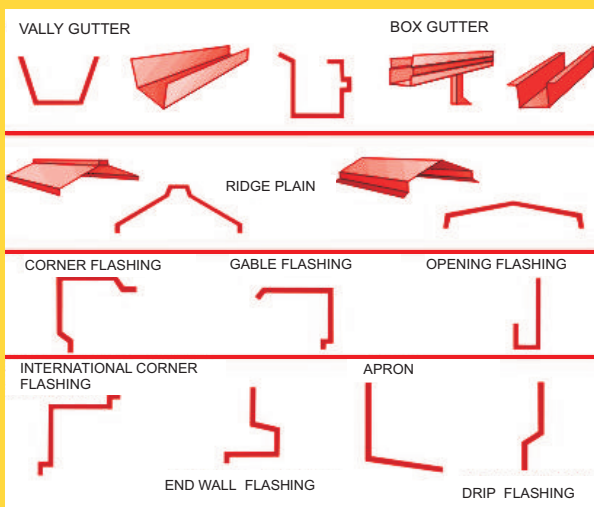 VALLY GUTTER
BOX GUTTER
RIDGE PLAIN
CORNER FLASHING
GABLE FLASHING
OPENING FLASHING
INTERNATIONAL CORNER
FLASHING
APRON
END WALL FLASHING
DRIP FLASHING